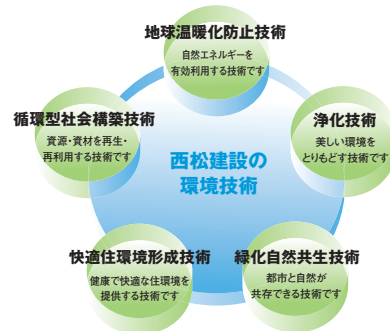 地球温暖化防止技術
自然エネルギーを
有効利用する技術です
循環型社会構築技術
資源・資材を再生・
再利用する技術です
浄化技術
美しい環境を
とりもどす技術です
西松建設の
環境技術
快適住環境形成技術
健康で快適な住環境を
提供する技術です
緑化自然共生技術
都市と自然が
共存できる技術です